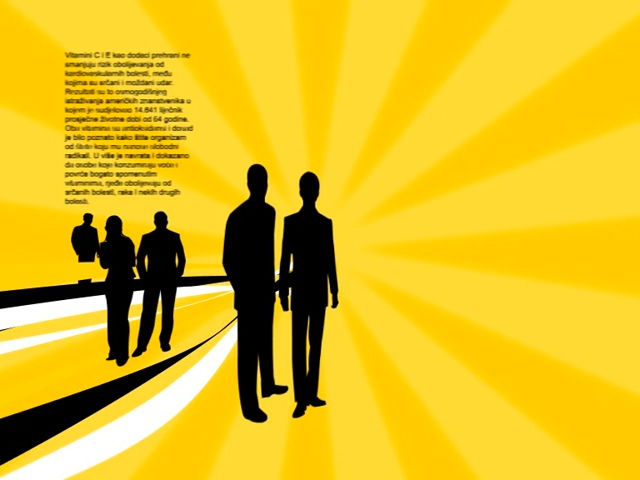 Vitamini C i E kao dodaci prehrani ne
smanjuju rizik obolijevanja od
kardiovaskularnih bolesti, među
kojima su srčani i moždani udar.
Rezultati su to osmogodišnjeg
istraživanja američkih znanstvenika u
kojem je sudjelovao 14.641 liječnik
prosječne životne dobi od 64 godine.
Oba vitamina su antioksidansi i dosad
je bilo poznato kako štite organizam
od štete koju mu nanose slobodni
radikali. U više je navrata i dokazano
da osobe koje konzumiraju voće i
povrće bogato spomenutim
vitaminima, rjeđe obolijevaju od
srčanih bolesti, raka i nekih drugih
bolesti.